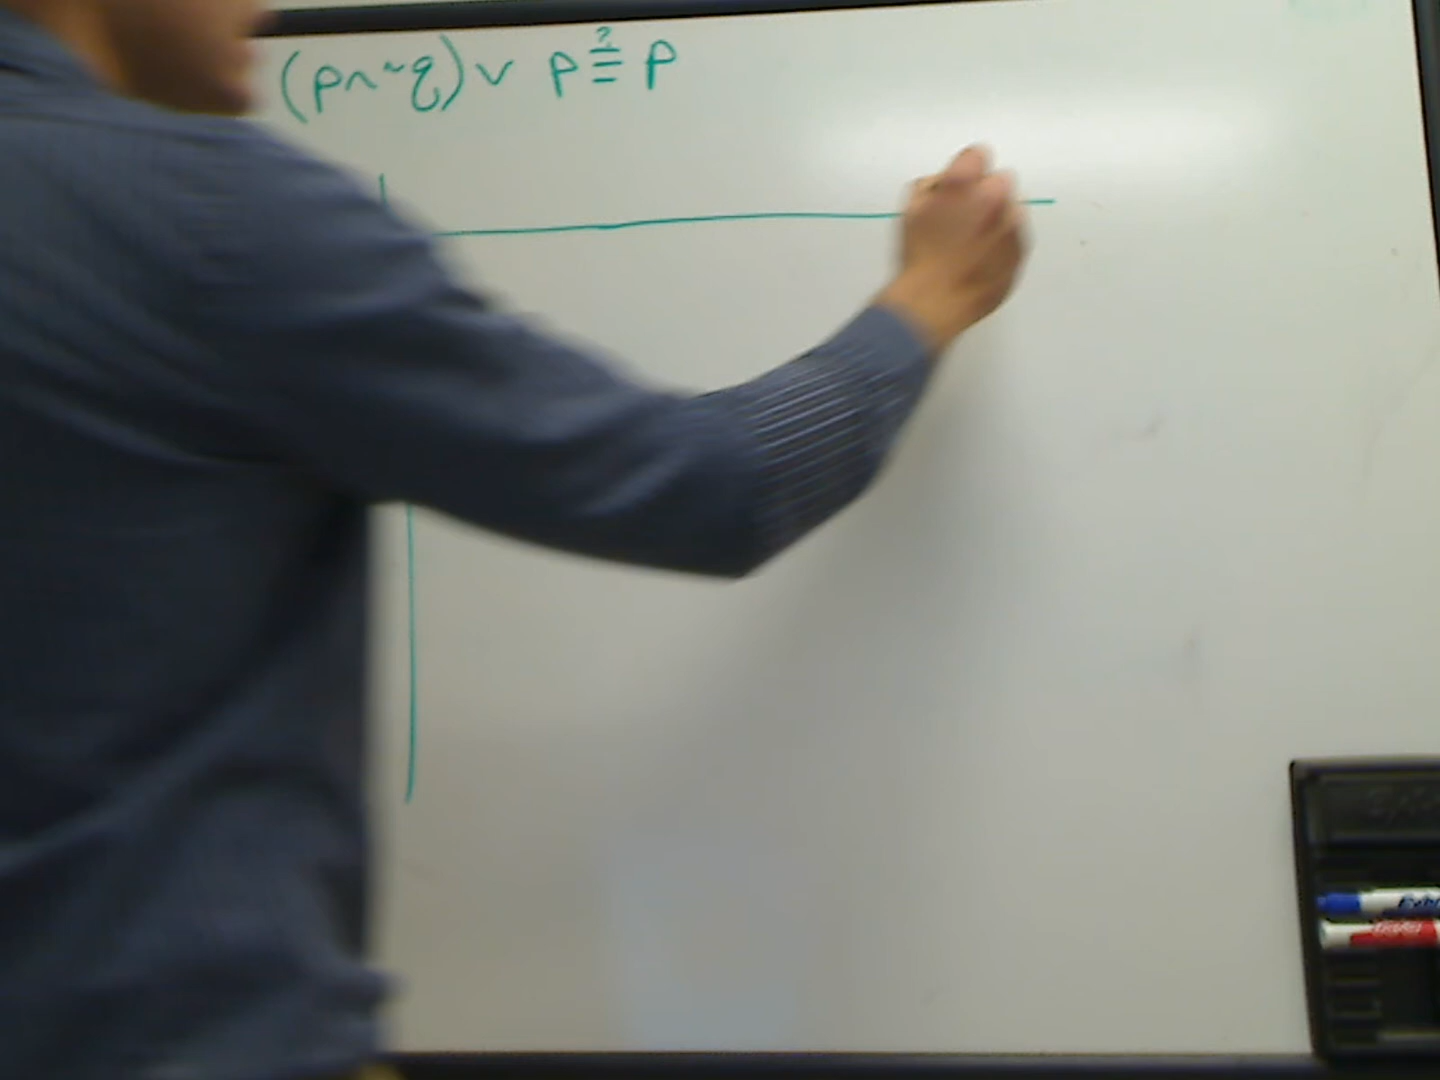 (p∧~q)∨ p ≟ p